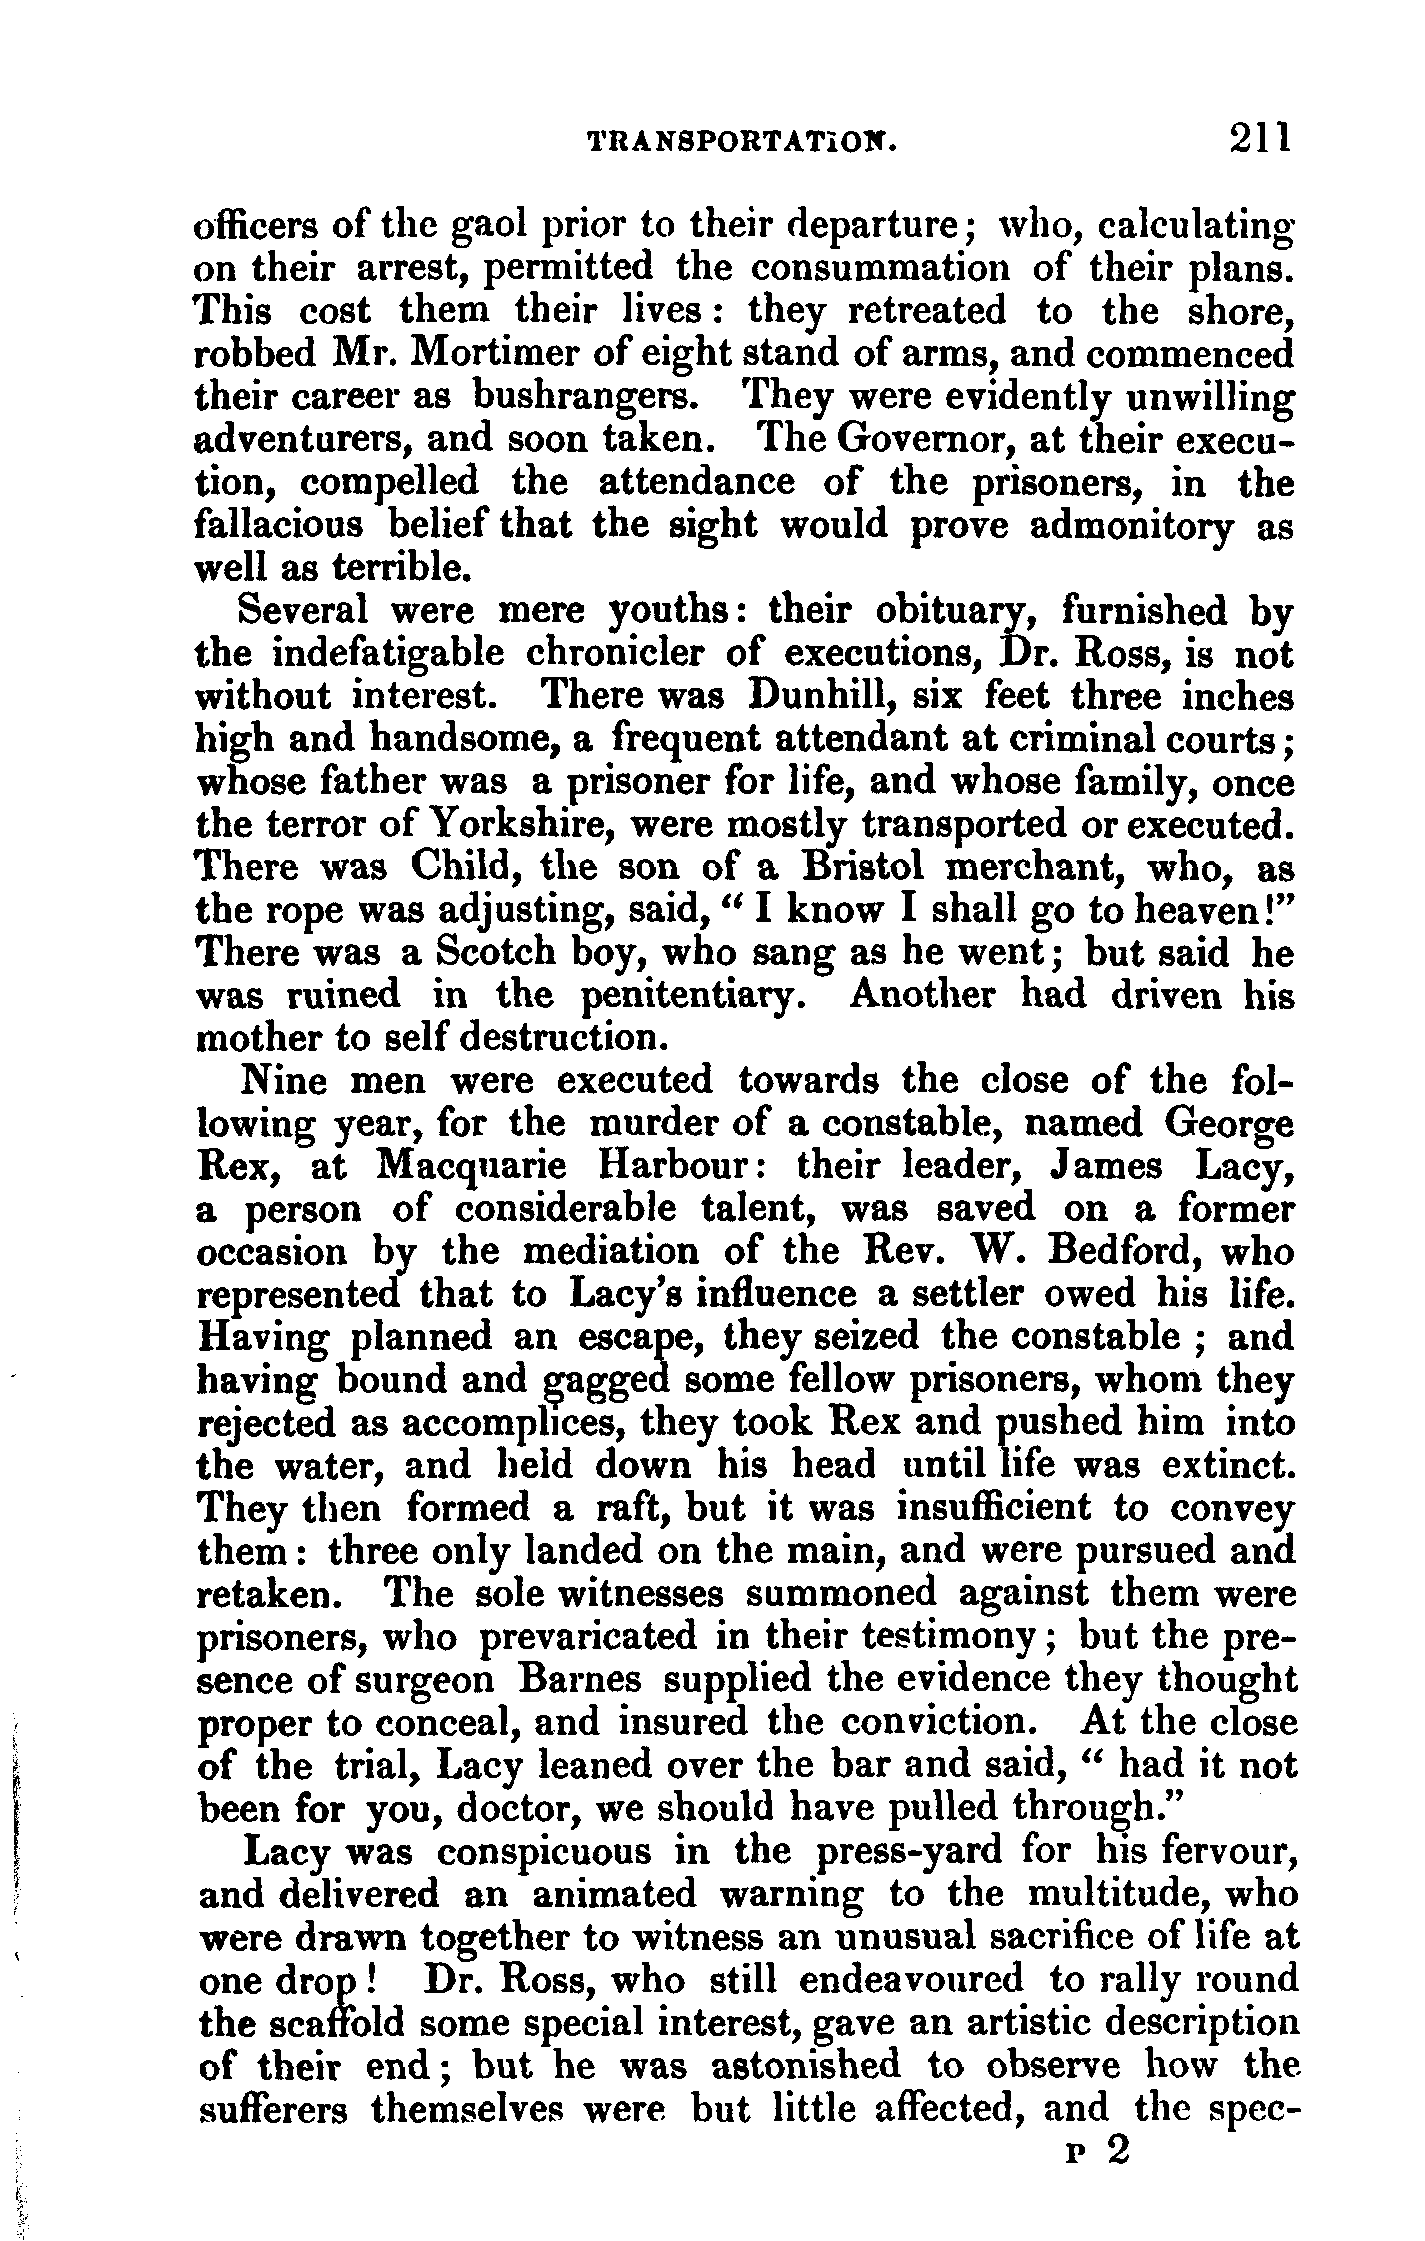 TRANSPORTATION. 211
officers of the gaol prior to their departure; who, calculating
on their arrest, permitted the consummation of their plans.
This cost them their lives: they retreated to the shore,
robbed Mr. Mortimer of eight stand of arms, and commenced
their career as bushrangers. They were evidently unwilling
adventurers, and soon taken. The Governor, at their execu-
tion, compelled the attendance of the prisoners, in the
fallacious belief that the sight would prove admonitory as
well as terrible.
Several were mere youths: their obituary, furnished by
the indefatigable chronicler of executions, Dr. Ross, is not
without interest. There was Dunhill, six feet three inches
high and handsome, a frequent attendant at criminal courts;
whose father was a prisoner for life, and whose family, once
the terror of Yorkshire, were mostly transported or executed.
There was Child, the son of a Bristol merchant, who, as
the rope was adjusting, said, “ I know I shall go to heaven!”
There was a Scotch boy, who sang as he went; but said he
was ruined in the penitentiary. Another had driven his
mother to self destruction.
Nine men were executed towards the close of the fol-
lowing year, for the murder of a constable, named George
Rex, at Macquarie Harbour: their leader, James Lacy,
a person of considerable talent, was saved on a former
occasion by the mediation of the Rev. W. Bedford, who
represented that to Lacy’s influence a settler owed his life.
Having planned an escape, they seized the constable ; and
having bound and gagged some fellow prisoners, whom they
rejected as accomplices, they took Rex and pushed him into
the water, and held down his head until life was extinct.
They then formed a raft, but it was insufficient to convey
them: three only landed on the main, and were pursued and
retaken. The sole witnesses summoned against them were
prisoners, who prevaricated in their testimony; but the pre-
sence of surgeon Barnes supplied the evidence they thought
proper to conceal, and insured the conviction. At the close
of the trial, Lacy leaned over the bar and said, “ had it not
been for you, doctor, we should have pulled through.”
Lacy was conspicuous in the press-yard for his fervour,
and delivered an animated warning to the multitude, who
were drawn together to witness an unusual sacrifice of life at
one drop! Dr. Ross, who still endeavoured to rally round
the scaffold some special interest, gave an artistic description
of their end; but he was astonished to observe how the
sufferers themselves were but little affected, and the spec-
P 2